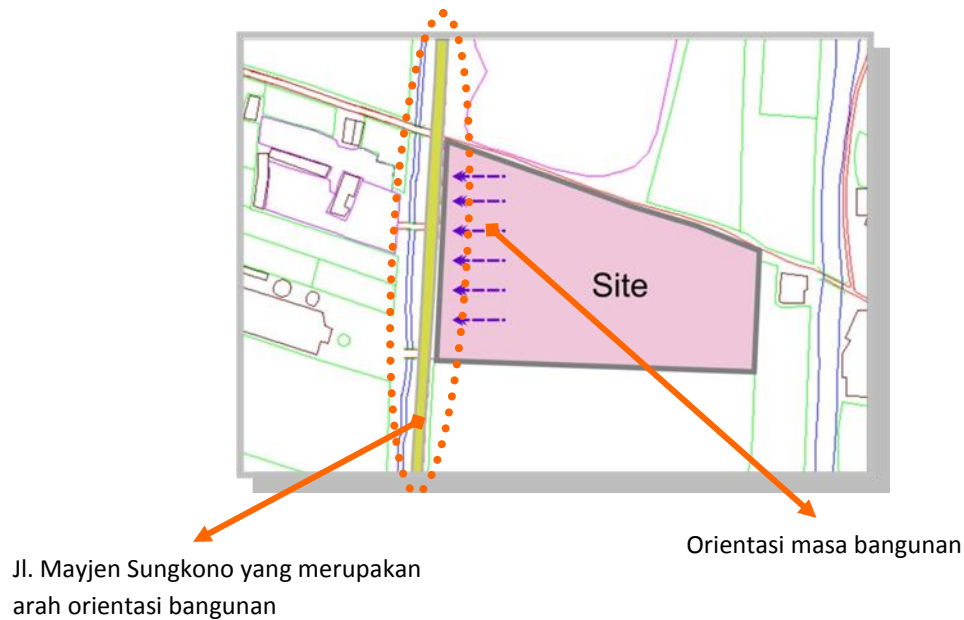 Site
Orientasi masa bangunan
Jl. Mayjen Sungkono yang merupakan
arah orientasi bangunan